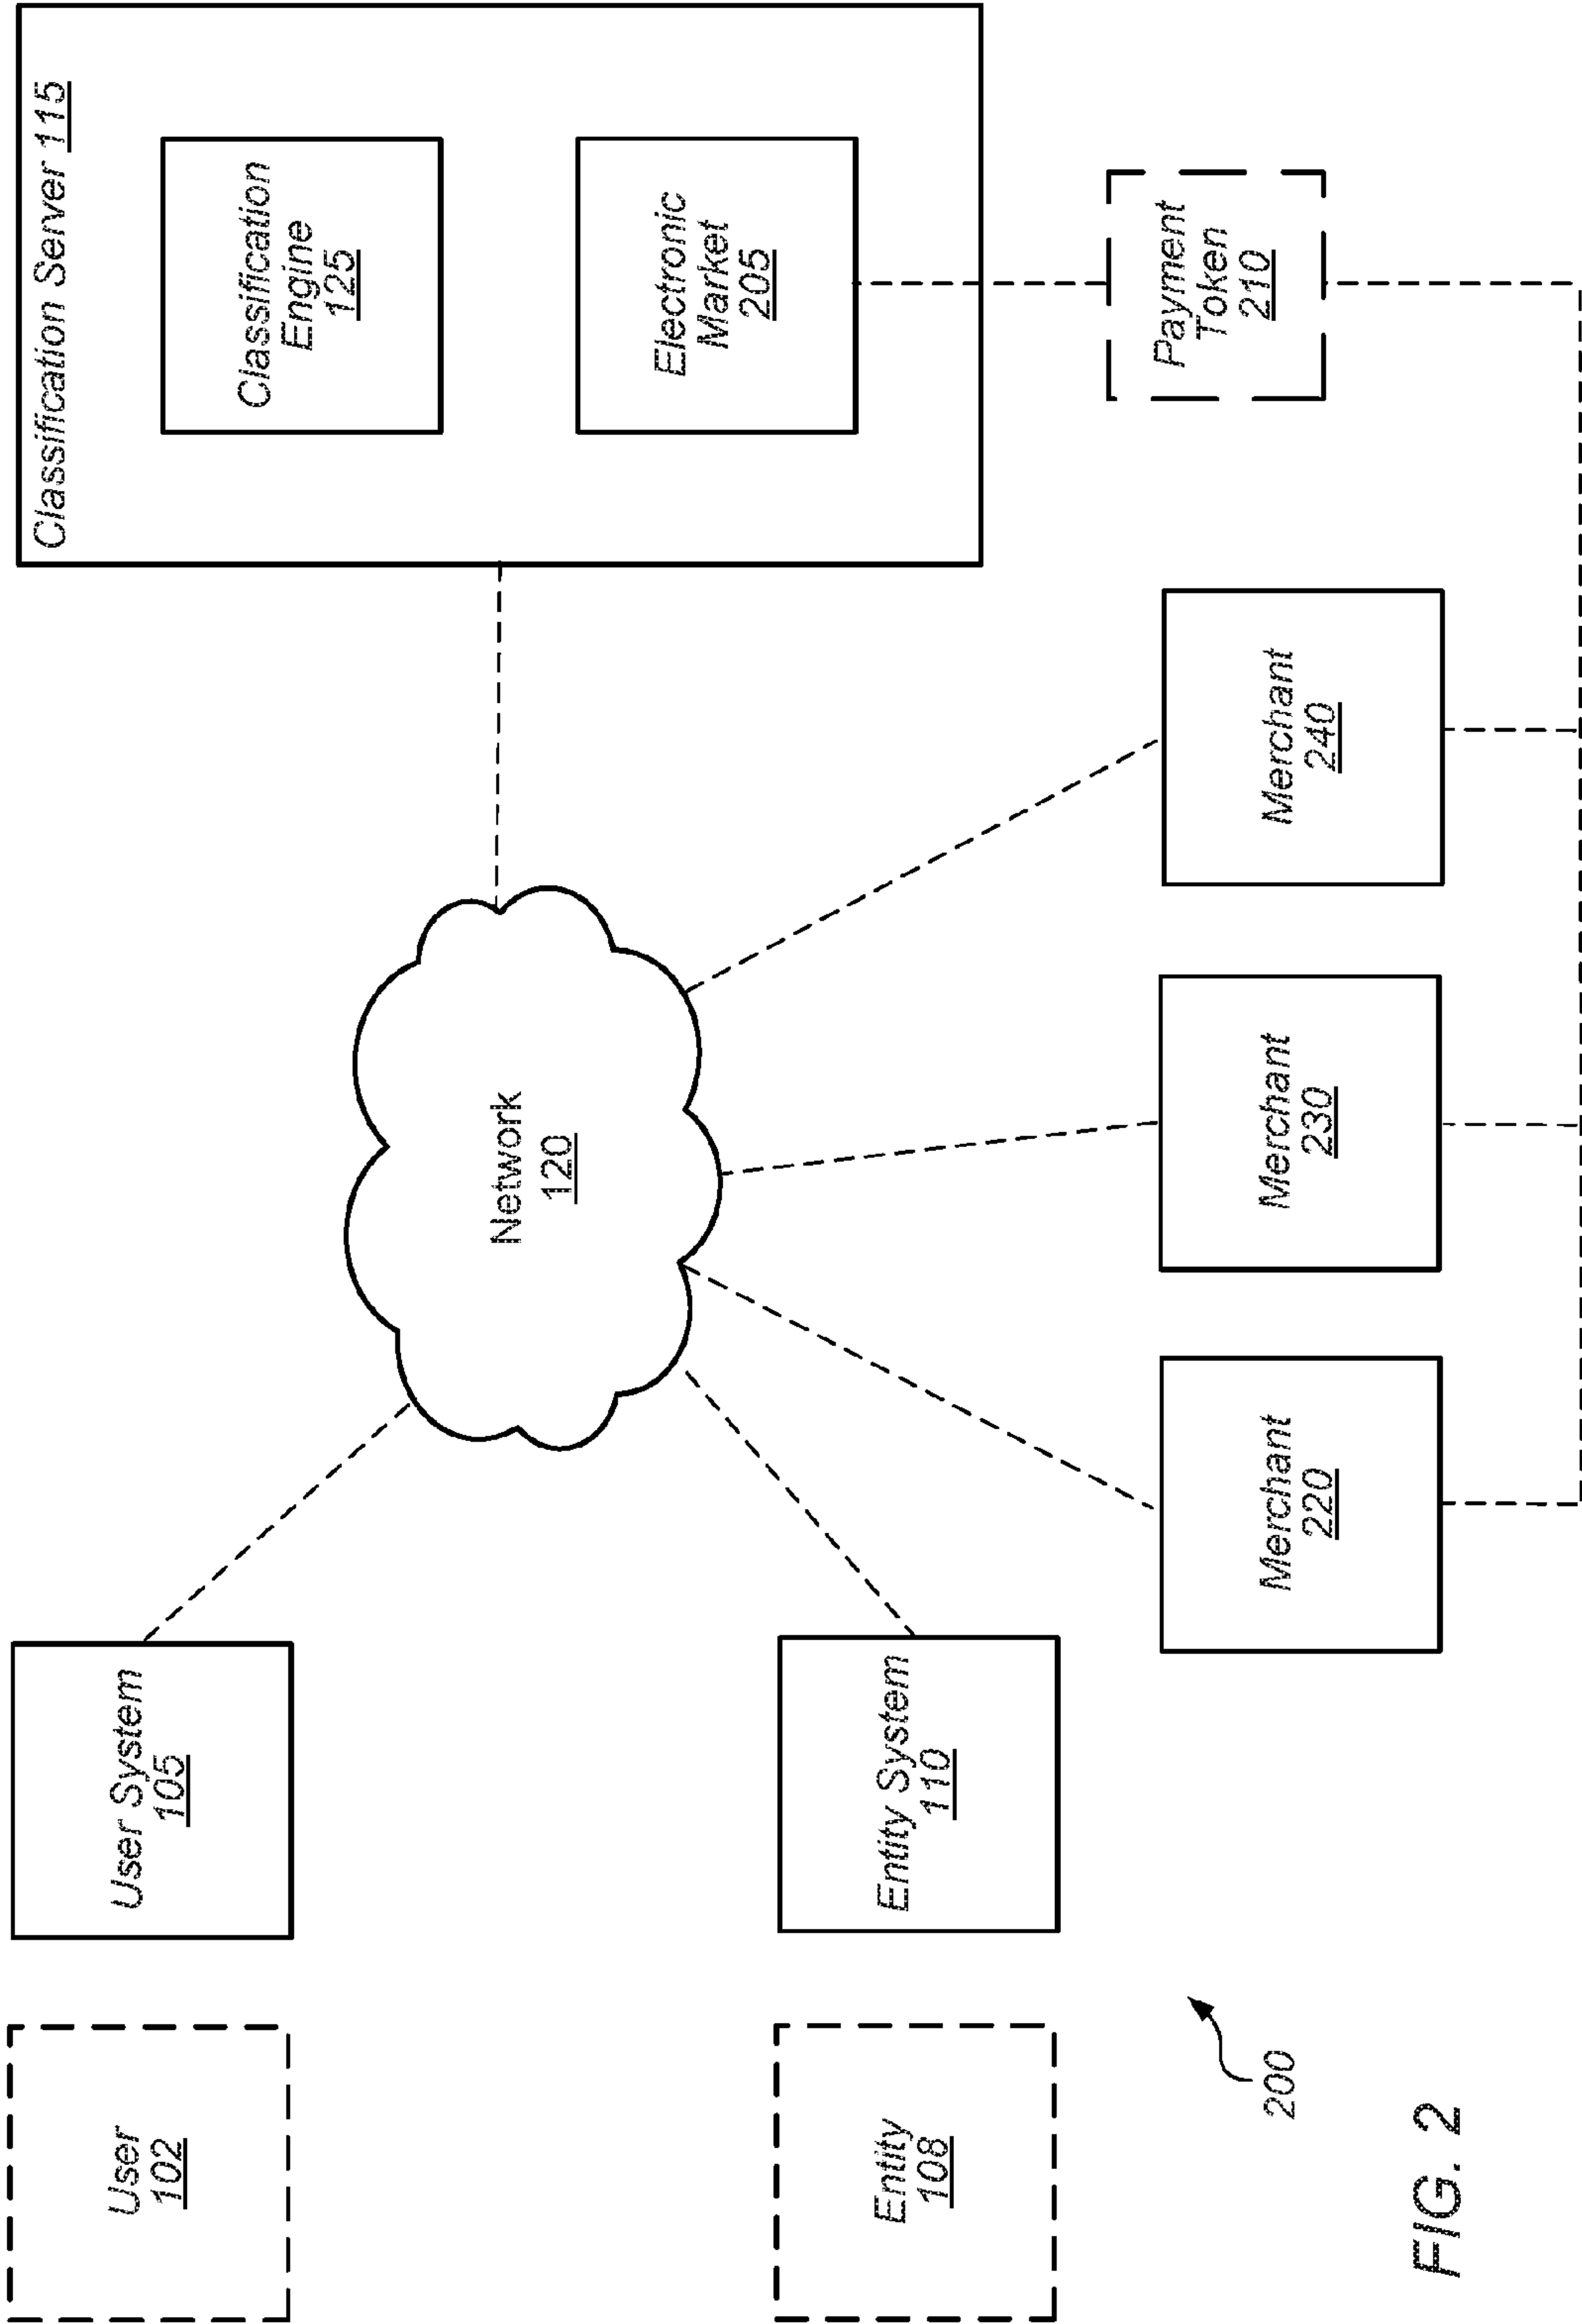 User
102
User System
105
Classification Server 115
Classification
Engine
125
Network
120
Electronic
Market
205
Entity
108
Entity System
110
Payment
Token
210
Merchant
220
Merchant
230
Merchant
240
200
FIG. 2